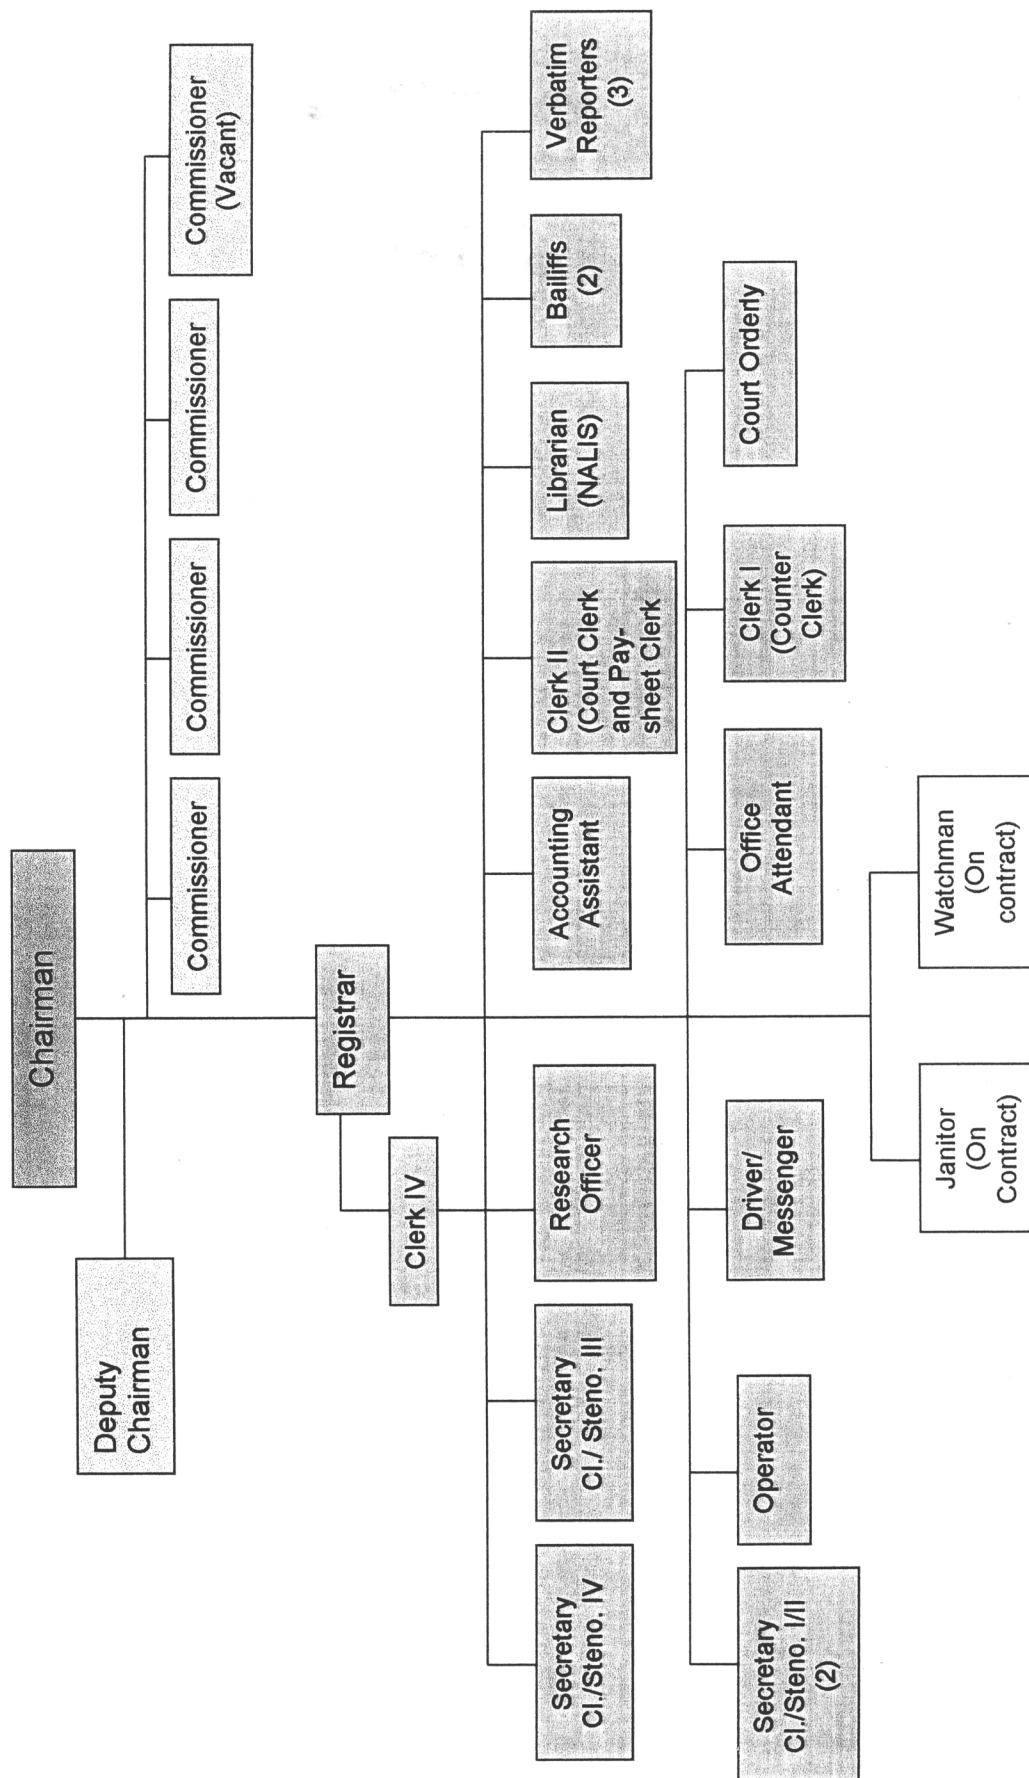 Chairman
Deputy
Chairman
Commissioner
Commissioner
Commissioner
Commissioner
(Vacant)
Registrar
Clerk IV
Secretary
Cl./Steno. IV
Secretary
Cl./ Steno. III
Research
Officer
Accounting
Assistant
Clerk II
(Court Clerk
and Pay-
sheet Clerk
Librarian
(NALIS)
Bailiffs
(2)
Verbatim
Reporters
(3)
Secretary
Cl./Steno. I/II
(2)
Operator
Driver/
Messenger
Office
Attendant
Clerk I
(Counter
Clerk)
Court Orderly
Janitor
(On
Contract)
Watchman
(On
contract)